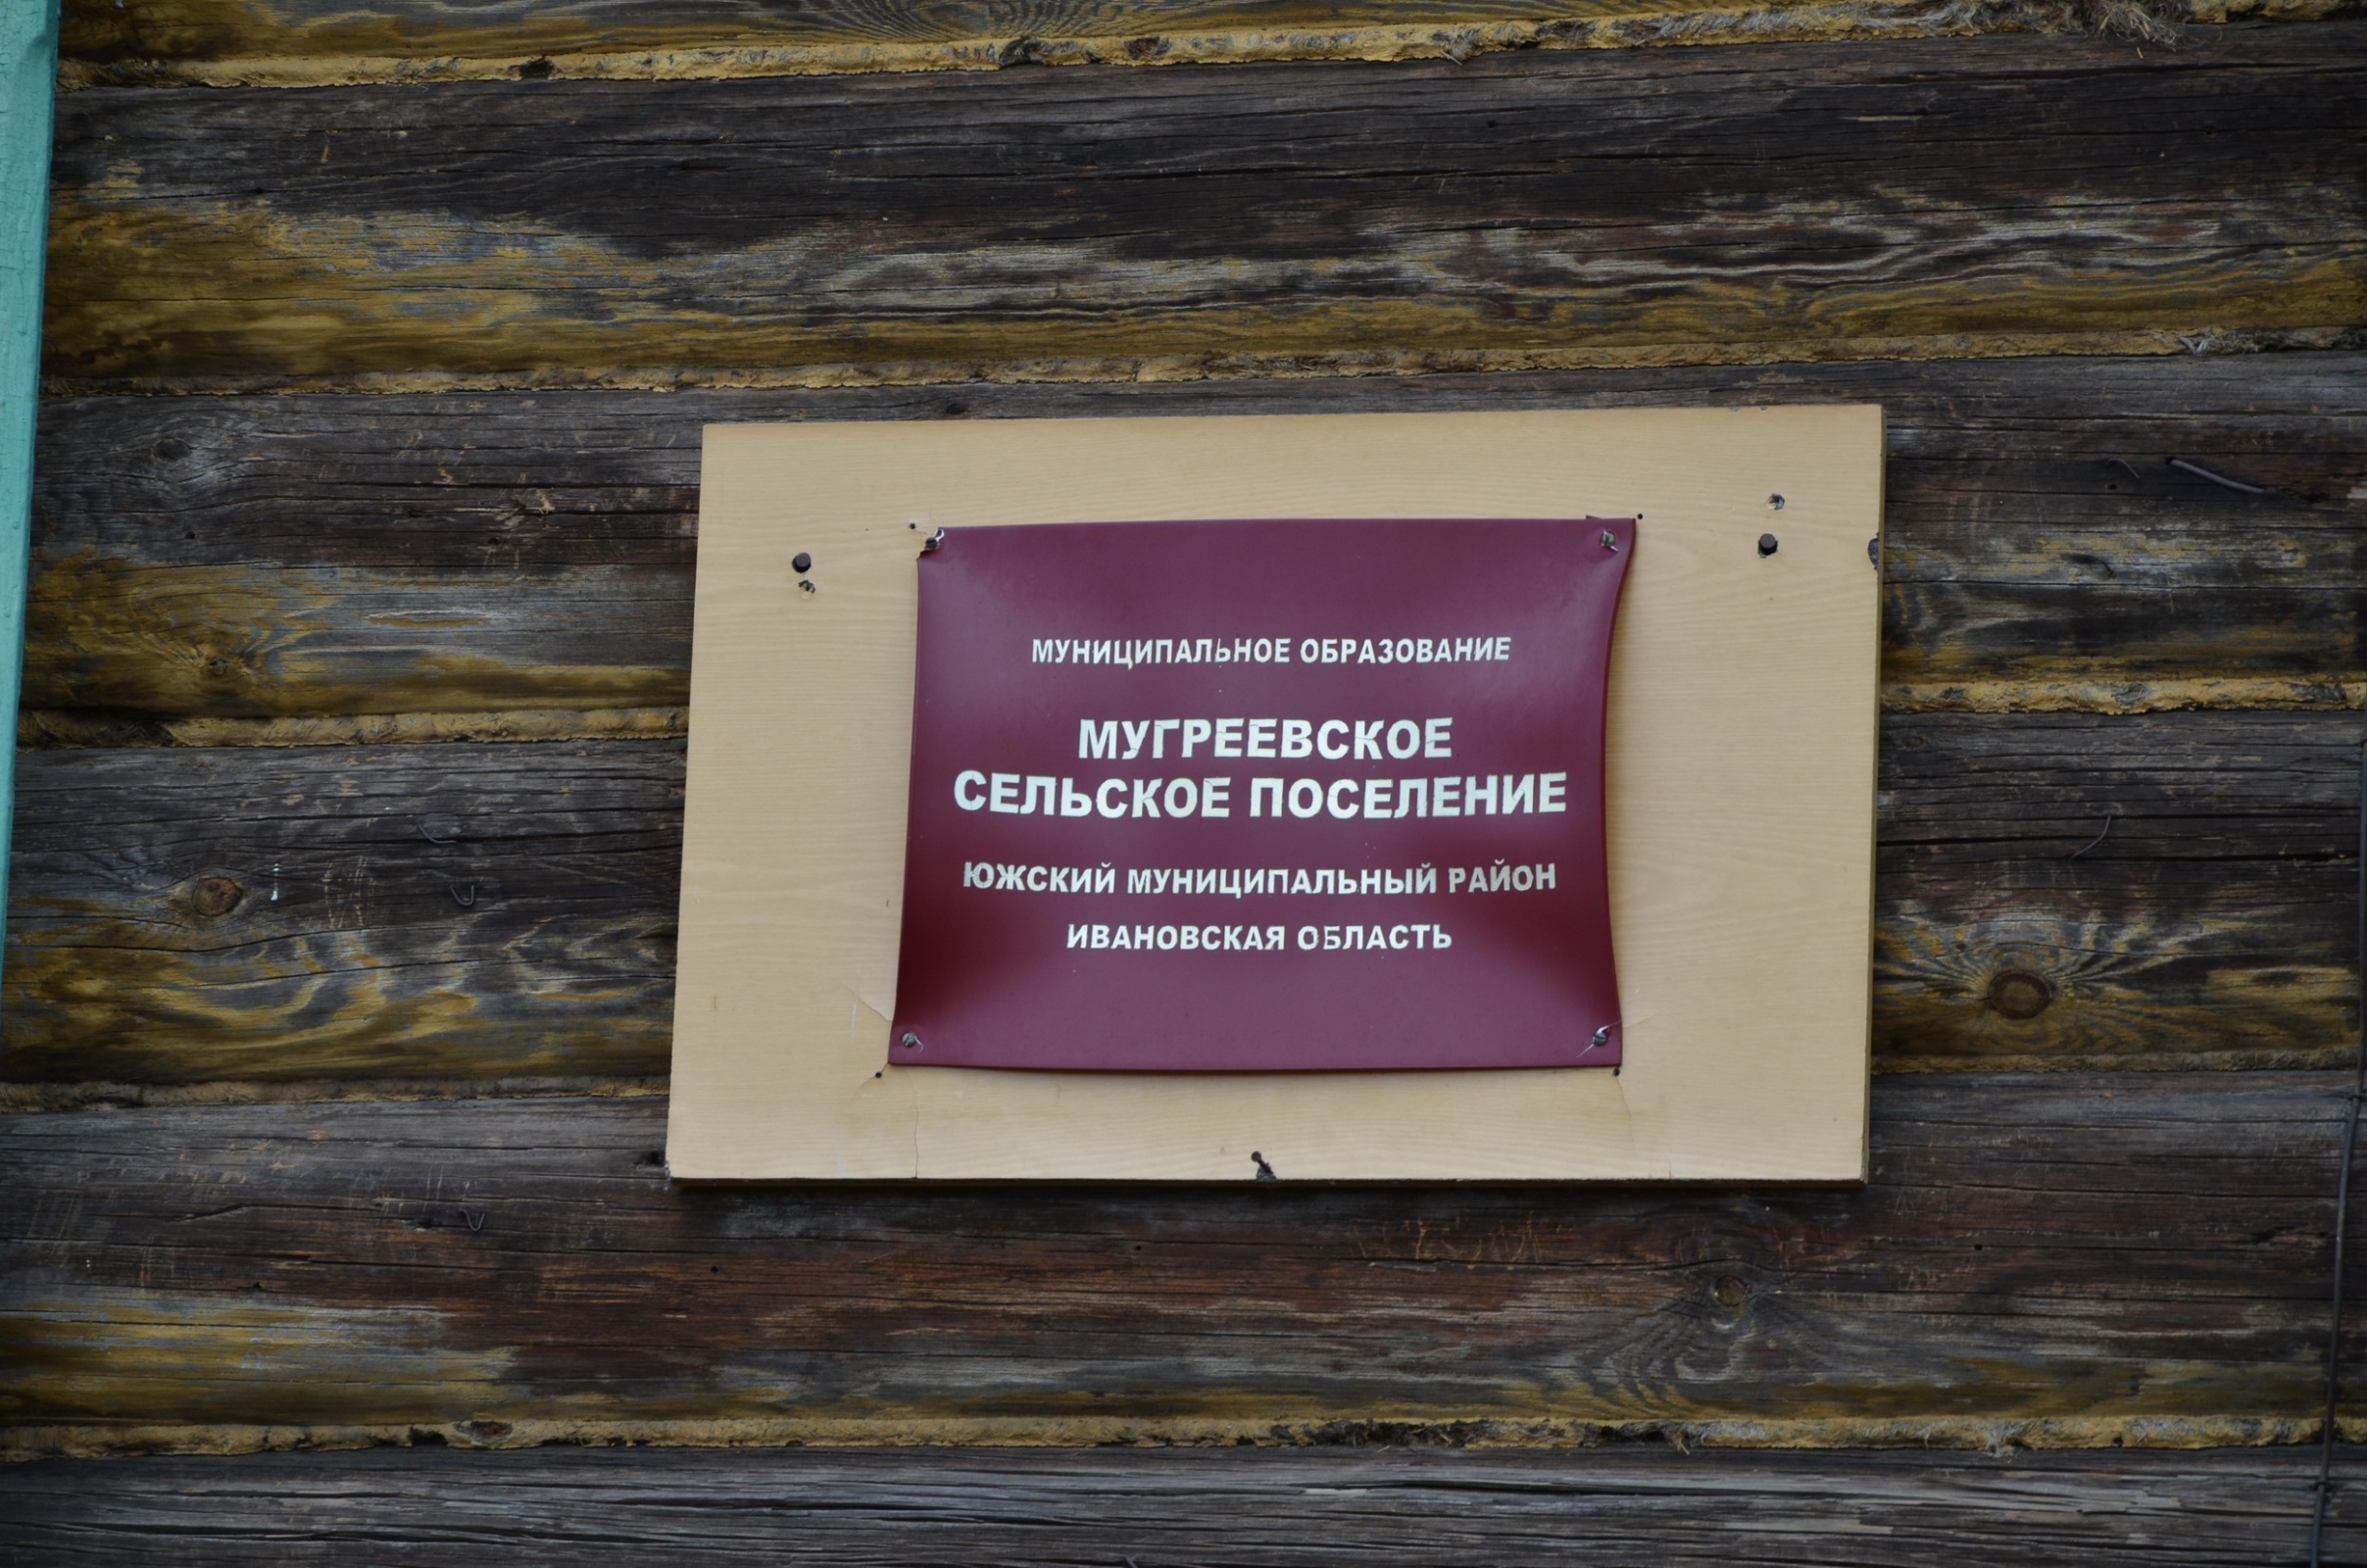 МУНИЦИПАЛЬНОЕ ОБРАЗОВАНИЕ
МУГРЕЕВСКОЕ
СЕЛЬСКОЕ ПОСЕЛЕНИЕ
ЮЖСКИЙ МУНИЦИПАЛЬНЫЙ РАЙОН
ИВАНОВСКАЯ ОБЛАСТЬ